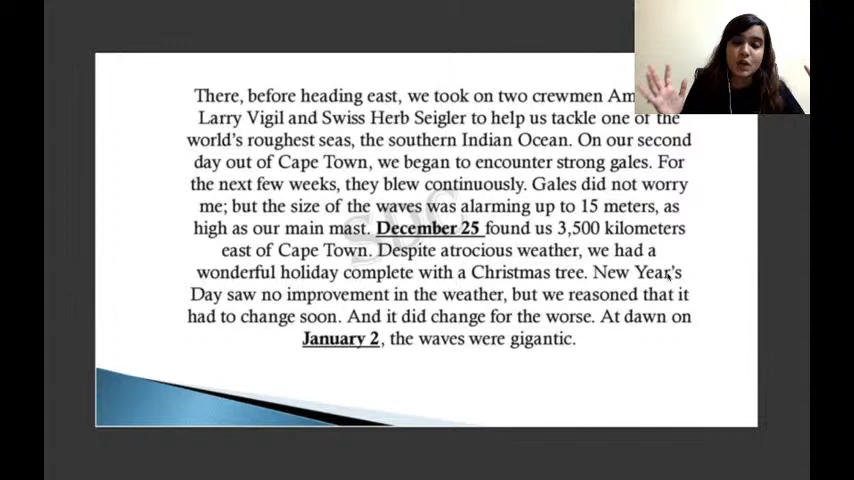 There, before heading east, we took on two crewmen
Larry Vigil and Swiss Herb Seigler to help us tackle one of the
world's roughest seas, the southern Indian Ocean. On our second
day out of Cape Town, we began to encounter strong gales. For
the next few weeks, they blew continuously. Gales did not worry
me; but the size of the waves was alarming up to 15 meters, as
high as our main mast. December 25 found us 3,500 kilometers
east of Cape Town. Despite atrocious weather, we had a
wonderful holiday complete with a Christmas tree. New Year's
Day saw no improvement in the weather, but we reasoned that it
had to change soon. And it did change for the worse. At dawn on
January 2, the waves were gigantic.